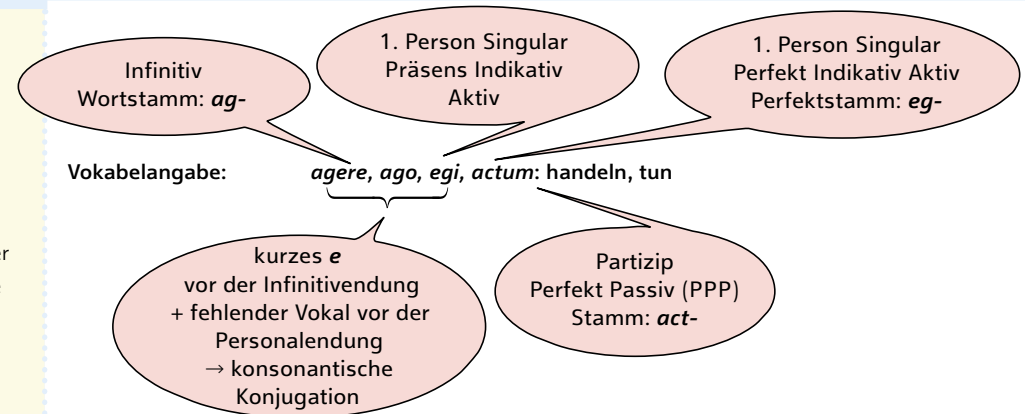 Infinitiv
Wortstamm: ag-
1. Person Singular
Präsens Indikativ
Aktiv
1. Person Singular
Perfekt Indikativ Aktiv
Perfektstamm: eg-
Vokabelangabe: agere, ago, egi, actum: handeln, tun
kurzes e
vor der Infinitivendung
+ fehlender Vokal vor der
Personalendung
→ konsonantische
Konjugation
Partizip
Perfekt Passiv (PPP)
Stamm: act-